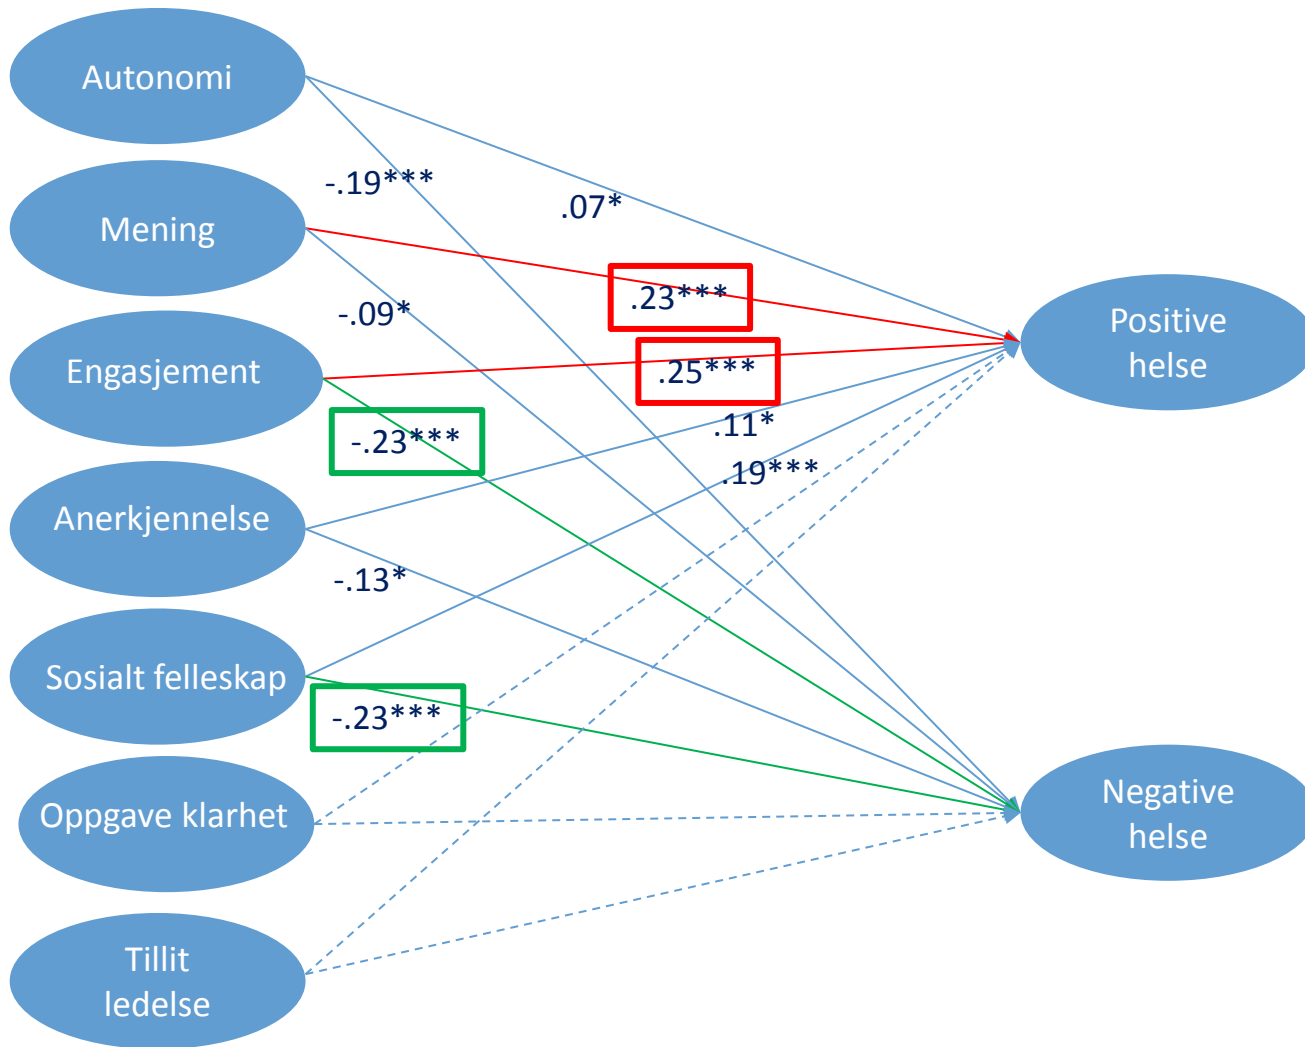 Autonomi
-.19***
.07*
Mening
.23***
-.09*
Positive
helse
Engasjement
.25***
-.23***
.11*
.19***
Anerkjennelse
-.13*
Sosialt felleskap
-.23***
Oppgave klarhet
Negative
helse
Tillit
ledelse